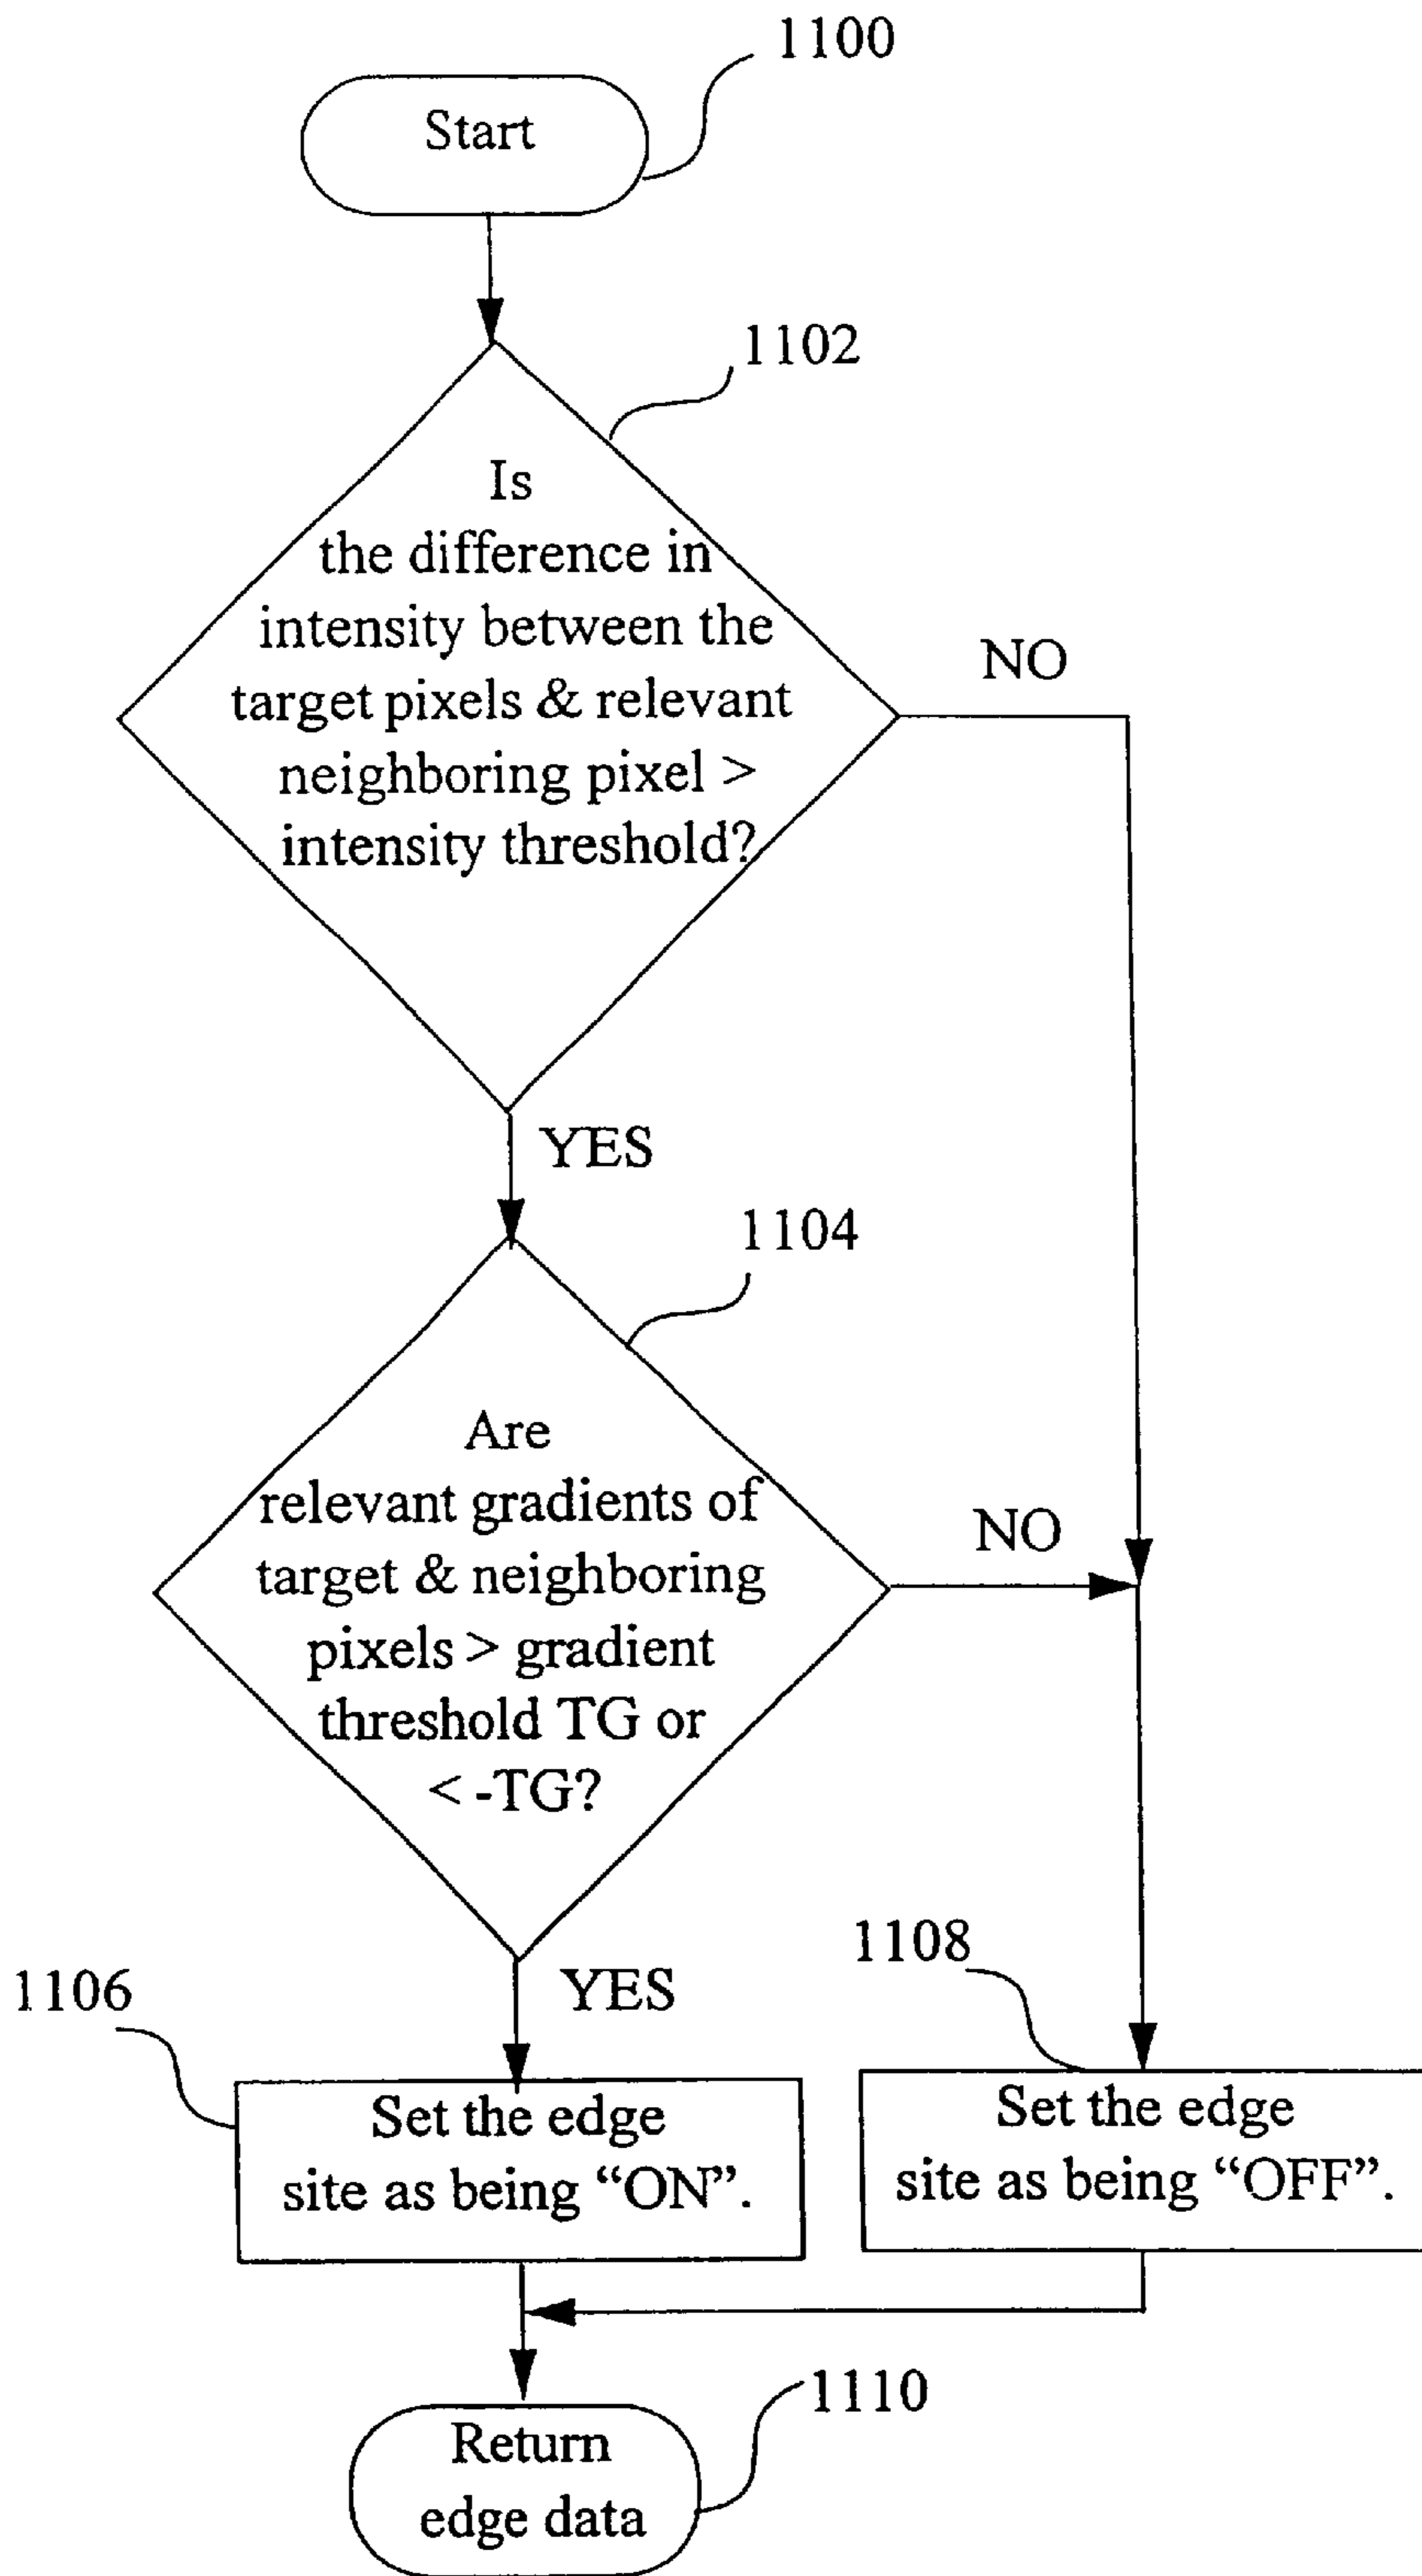 1100
Start
1102
Is
the difference in
intensity between the
target pixels & relevant
neighboring pixel >
intensity threshold?
NO
YES
1104
Are
relevant gradients of
target & neighboring
pixels > gradient
threshold TG or
< -TG?
NO
YES
1106
Set the edge
site as being “ON”.
1108
Set the edge
site as being “OFF”.
1110
Return
edge data